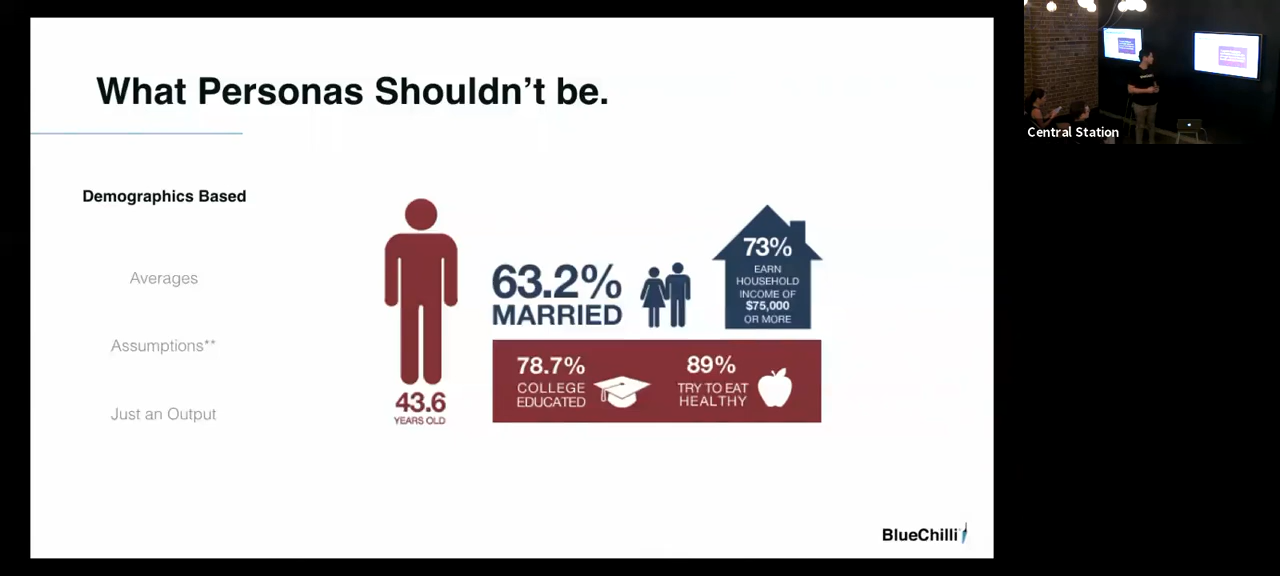 What Personas Shouldn't be.
Demographics Based
Averages
Assumptions**
Just an Output
43.6
YEARS OLD
63.2%
MARRIED
73%
EARN
HOUSEHOLD
INCOME OF
$75,000
OR MORE
78.7%
COLLEGE
EDUCATED
89%
TRY TO EAT
HEALTHY
BlueChilli
Central Station